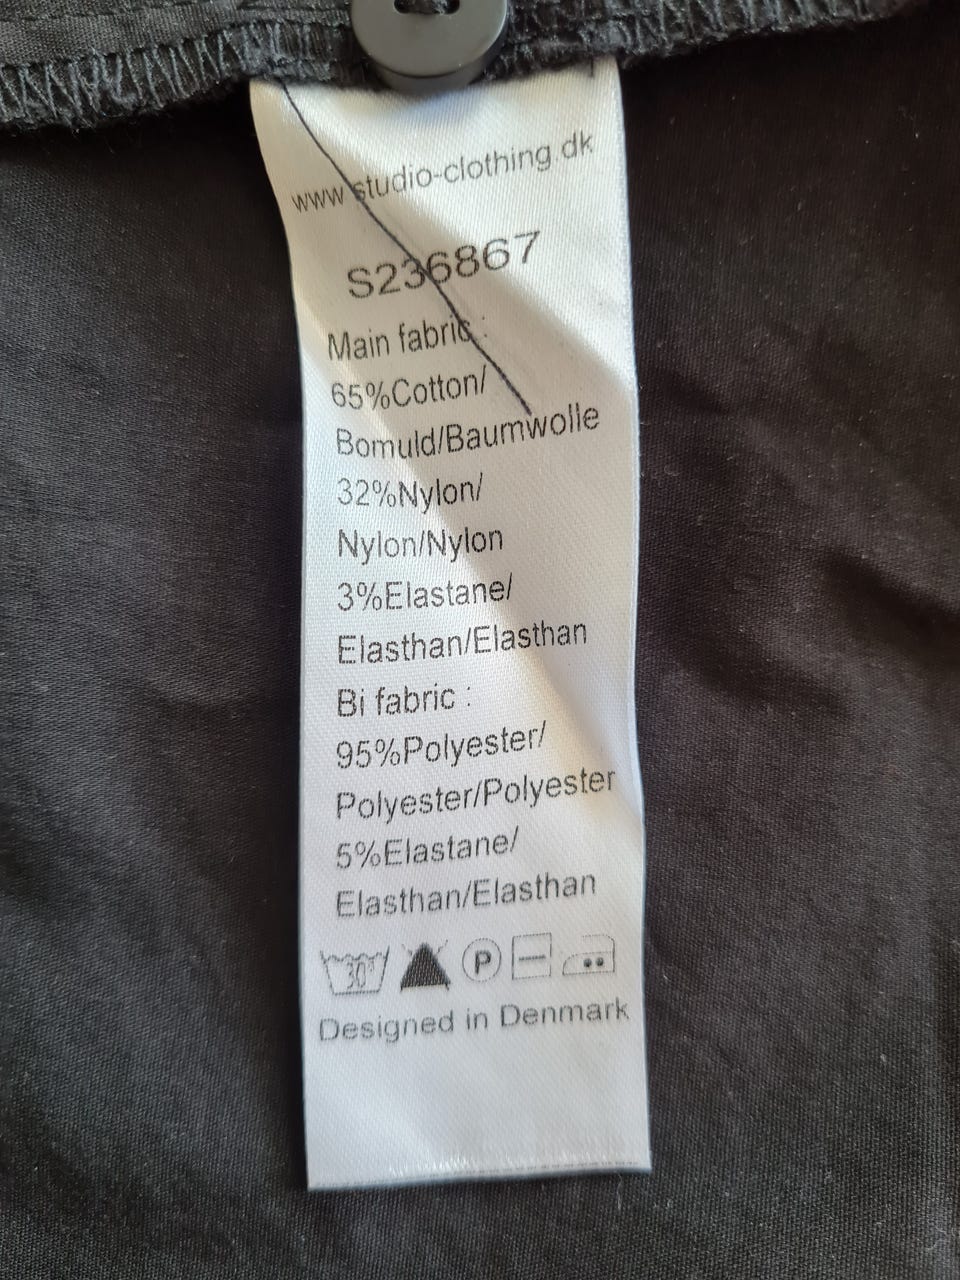 www.studio-clothing.dk
S236867
Main fabric :
65%Cotton/
Bomuld/Baumwolle
32%Nylon/
Nylon/Nylon
3%Elastane/
Elasthan/Elasthan
Bi fabric :
95%Polyester/
Polyester/Polyester
5%Elastane/
Elasthan/Elasthan
30° P
Designed in Denmark